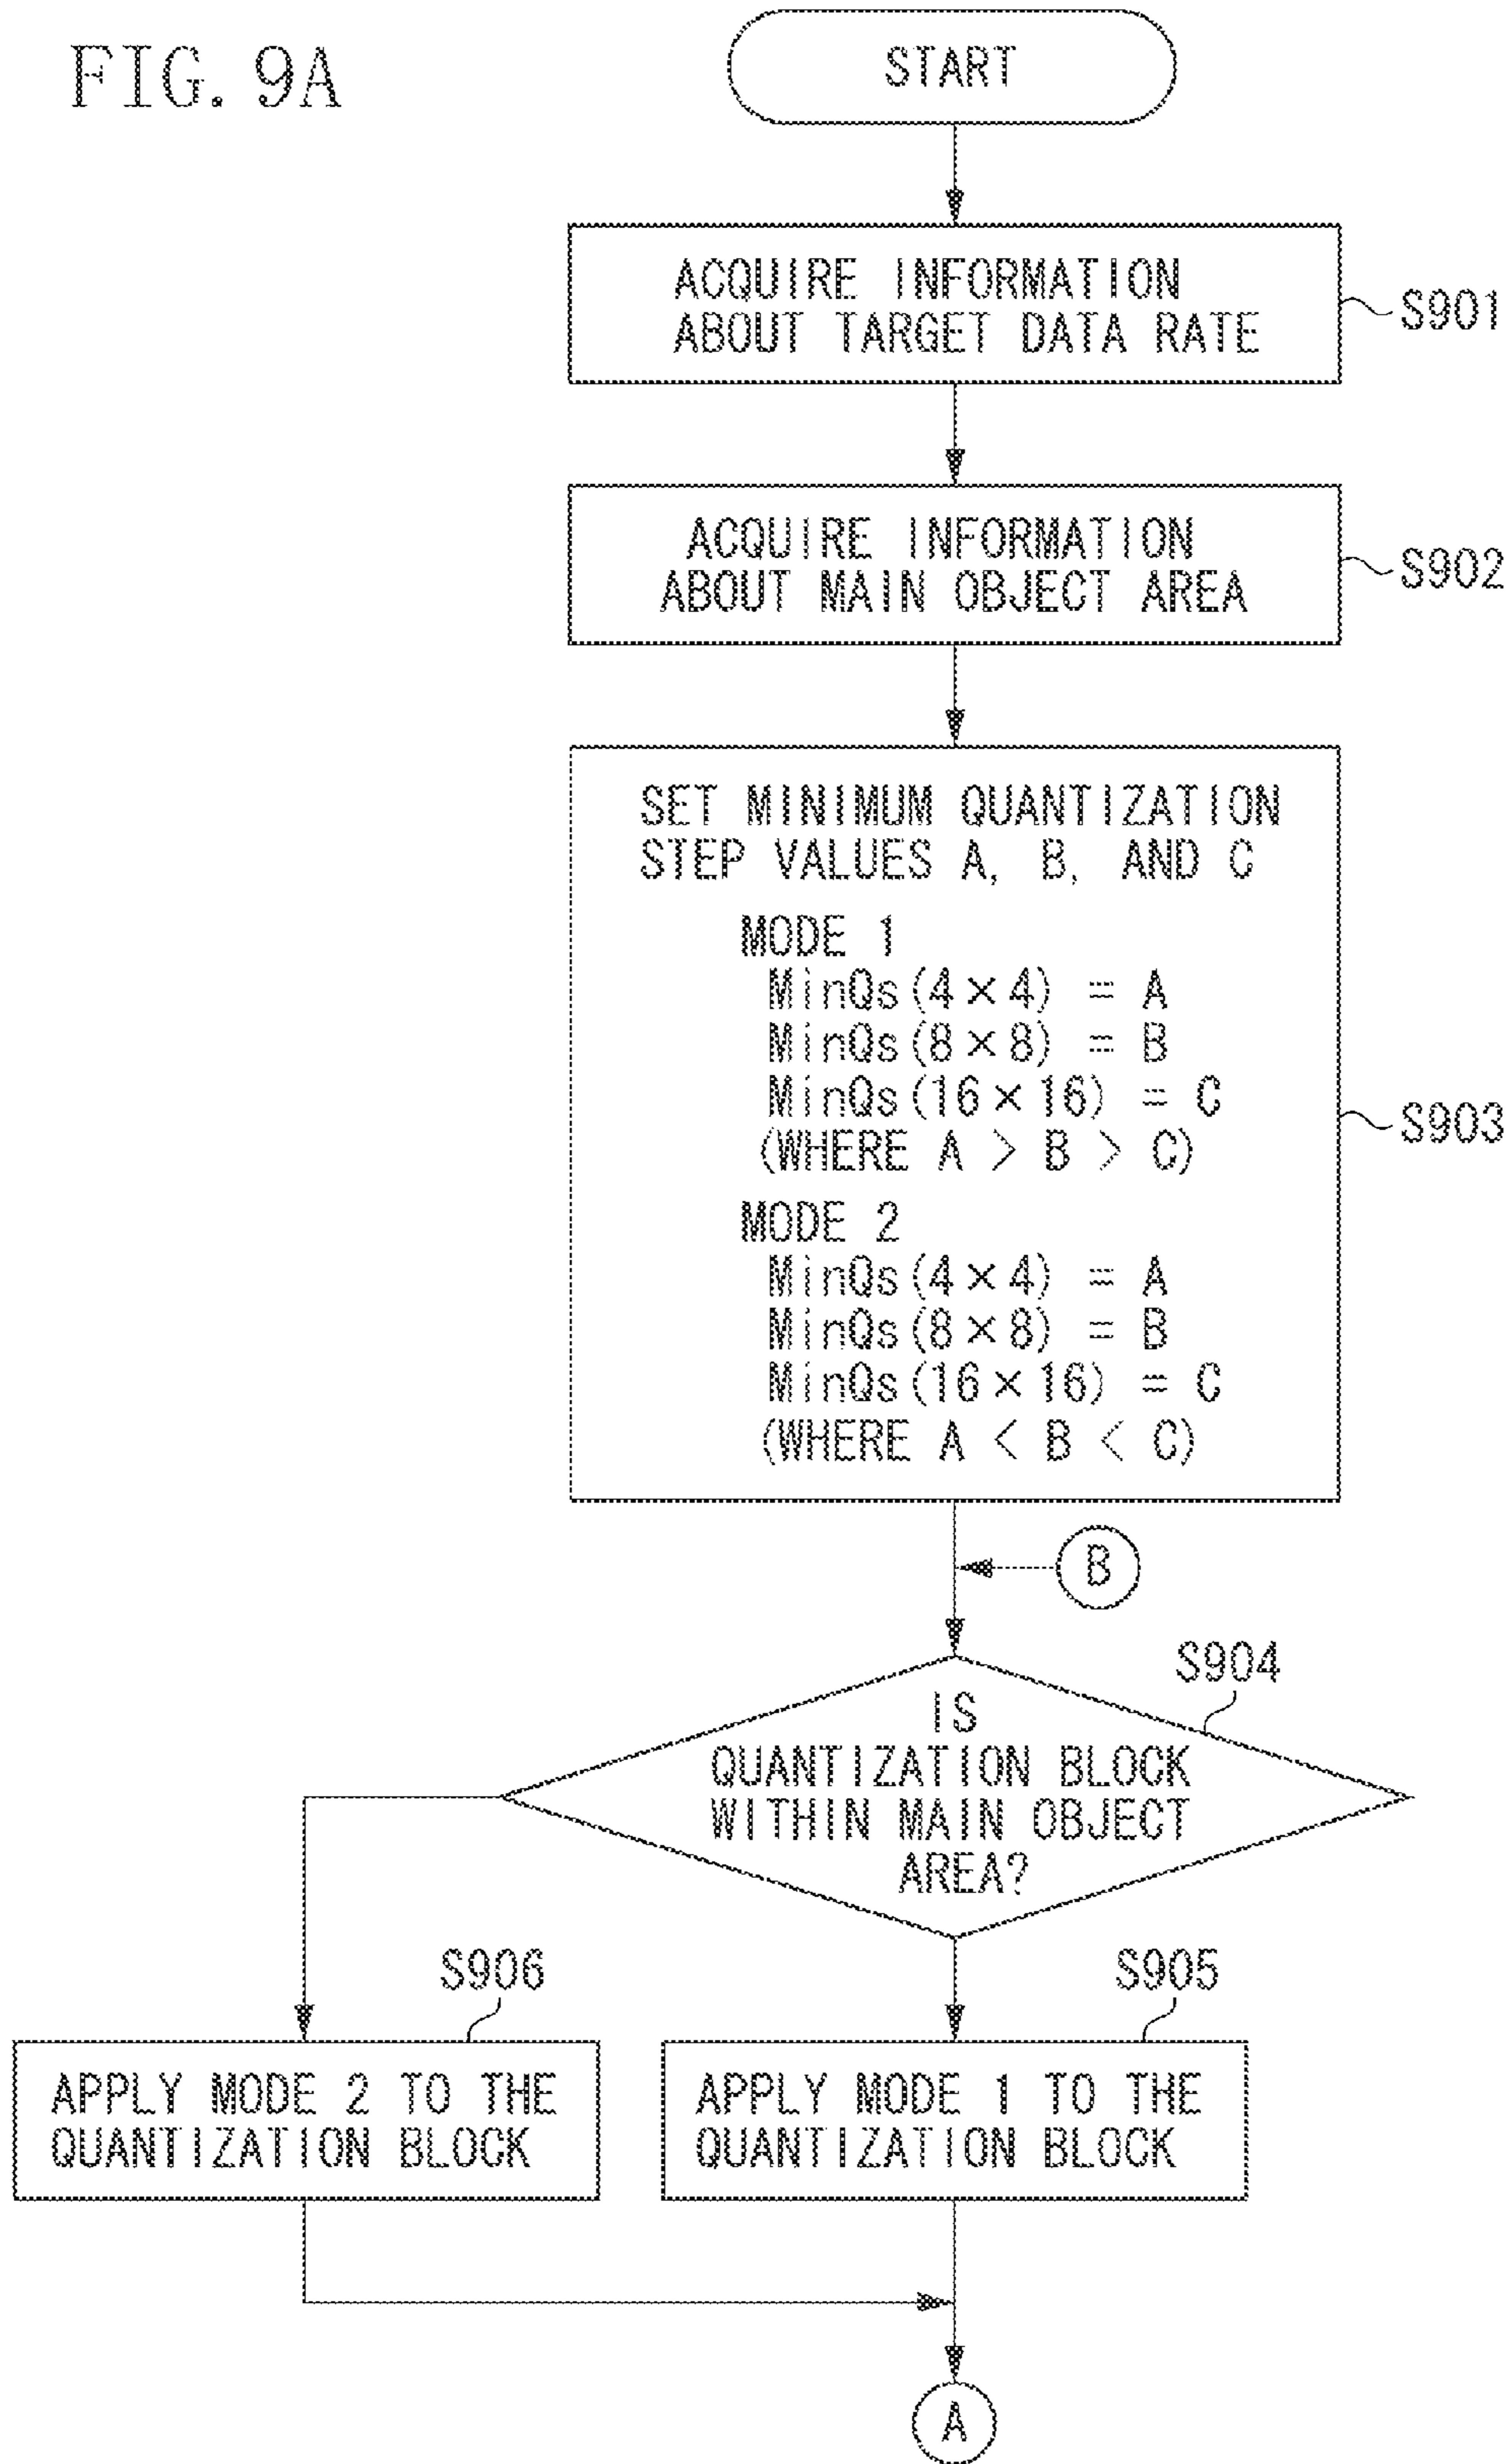 FIG. 9A
START
ACQUIRE INFORMATION
ABOUT TARGET DATA RATE
S901
ACQUIRE INFORMATION
ABOUT MAIN OBJECT AREA
S902
SET MINIMUM QUANTIZATION
STEP VALUES A, B, AND C
MODE 1
MinQs(4×4) = A
MinQs(8×8) = B
MinQs(16×16) = C
(WHERE A > B > C)
MODE 2
MinQs(4×4) = A
MinQs(8×8) = B
MinQs(16×16) = C
(WHERE A < B < C)
S903
B
S904
IS
QUANTIZATION BLOCK
WITHIN MAIN OBJECT
AREA?
S906
S905
APPLY MODE 2 TO THE
QUANTIZATION BLOCK
APPLY MODE 1 TO THE
QUANTIZATION BLOCK
A